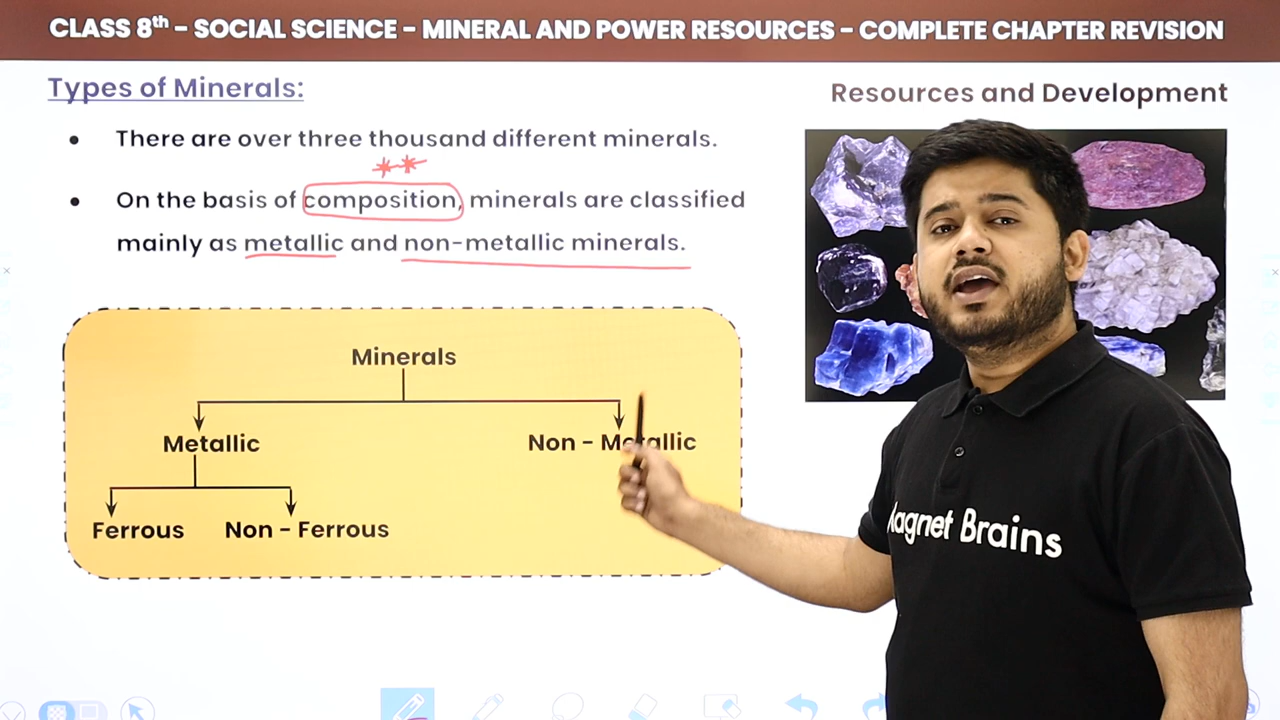 CLASS 8th – SOCIAL SCIENCE – MINERAL AND POWER RESOURCES – COMPLETE CHAPTER REVISION
Types of Minerals:
Resources and Development
• There are over three thousand different minerals.
• On the basis of composition, minerals are classified
mainly as metallic and non-metallic minerals.
Minerals
Metallic
Non - Metallic
Ferrous
Non - Ferrous
Magnet Brains